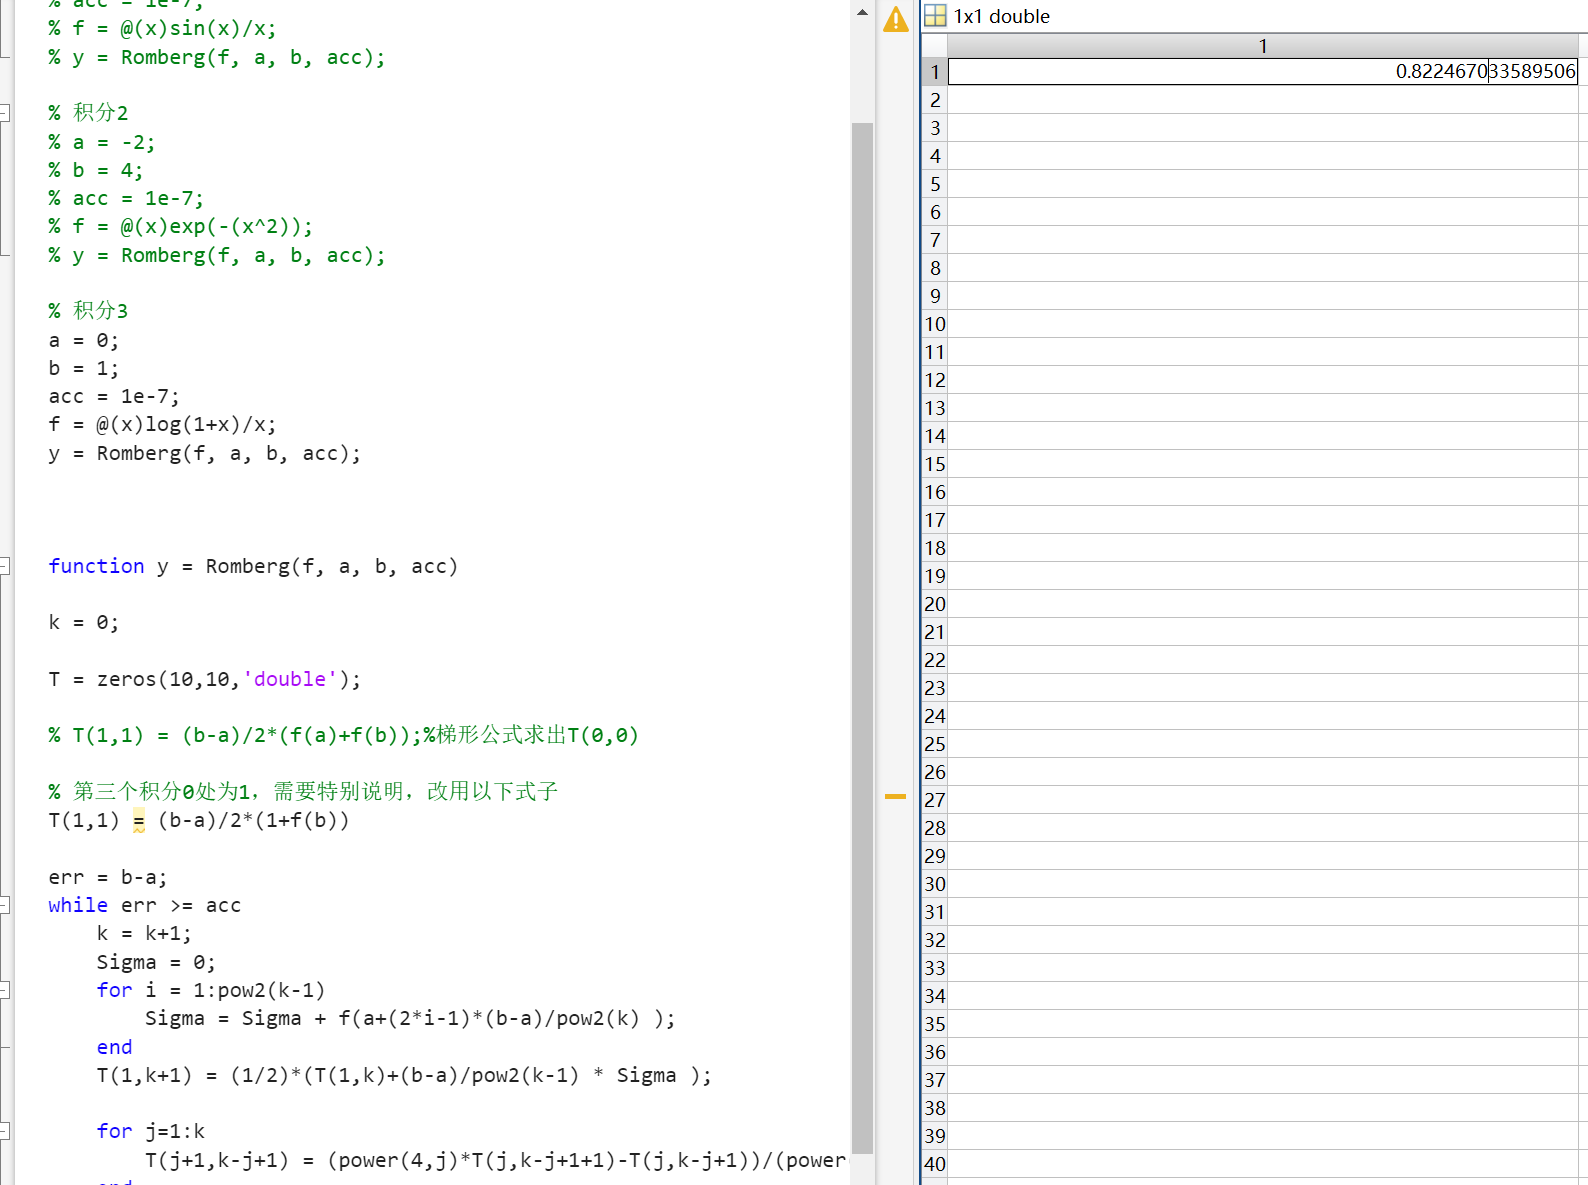 % acc = 1e-7;
% f = @(x)sin(x)/x;
% y = Romberg(f, a, b, acc);
% 积分2
% a = -2;
% b = 4;
% acc = 1e-7;
% f = @(x)exp(-(x^2));
% y = Romberg(f, a, b, acc);
% 积分3
a = 0;
b = 1;
acc = 1e-7;
f = @(x)log(1+x)/x;
y = Romberg(f, a, b, acc);
function y = Romberg(f, a, b, acc)
k = 0;
T = zeros(10,10,'double');
% T(1,1) = (b-a)/2*(f(a)+f(b));%梯形公式求出T(0,0)
% 第三个积分0处为1，需要特别说明，改用以下式子
T(1,1) = (b-a)/2*(1+f(b))
err = b-a;
while err >= acc
k = k+1;
Sigma = 0;
for i = 1:pow2(k-1)
Sigma = Sigma + f(a+(2*i-1)*(b-a)/pow2(k) );
end
T(1,k+1) = (1/2)*(T(1,k)+(b-a)/pow2(k-1) * Sigma );
for j=1:k
T(j+1,k-j+1) = (power(4,j)*T(j,k-j+1+1)-T(j,k-j+1))/(power
end
1x1 double
1
1 0.822467033589506
2
3
4
5
6
7
8
9
10
11
12
13
14
15
16
17
18
19
20
21
22
23
24
25
26
27
28
29
30
31
32
33
34
35
36
37
38
39
40